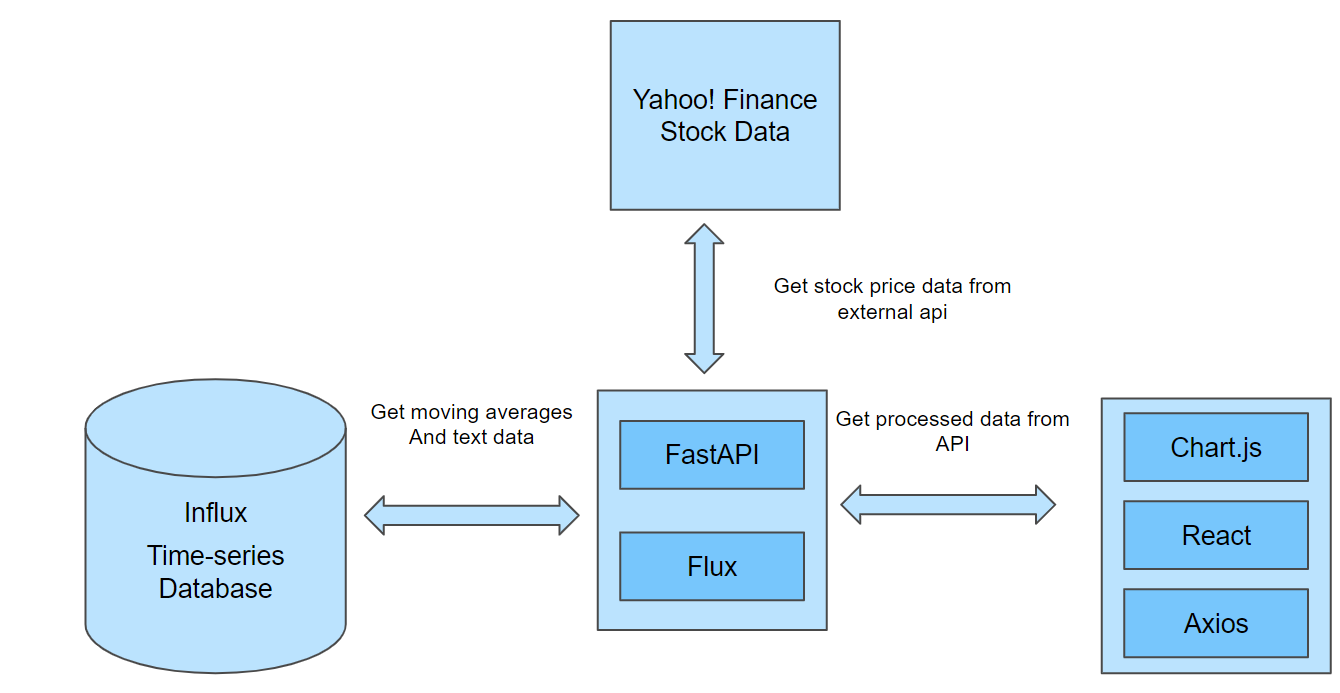 Yahoo! Finance
Stock Data
Get stock price data from
external api
Get moving averages
And text data
Influx
Time-series
Database
FastAPI
Flux
Get processed data from
API
Chart.js
React
Axios